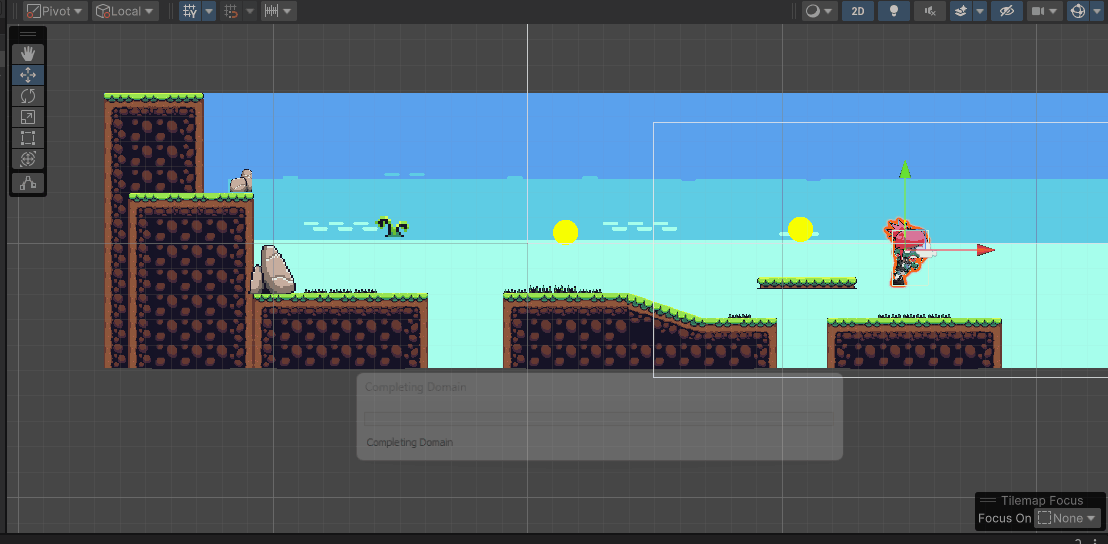 Pivot
Local
2D
Completing Domain
Completing Domain
Tilemap Focus
Focus On
None